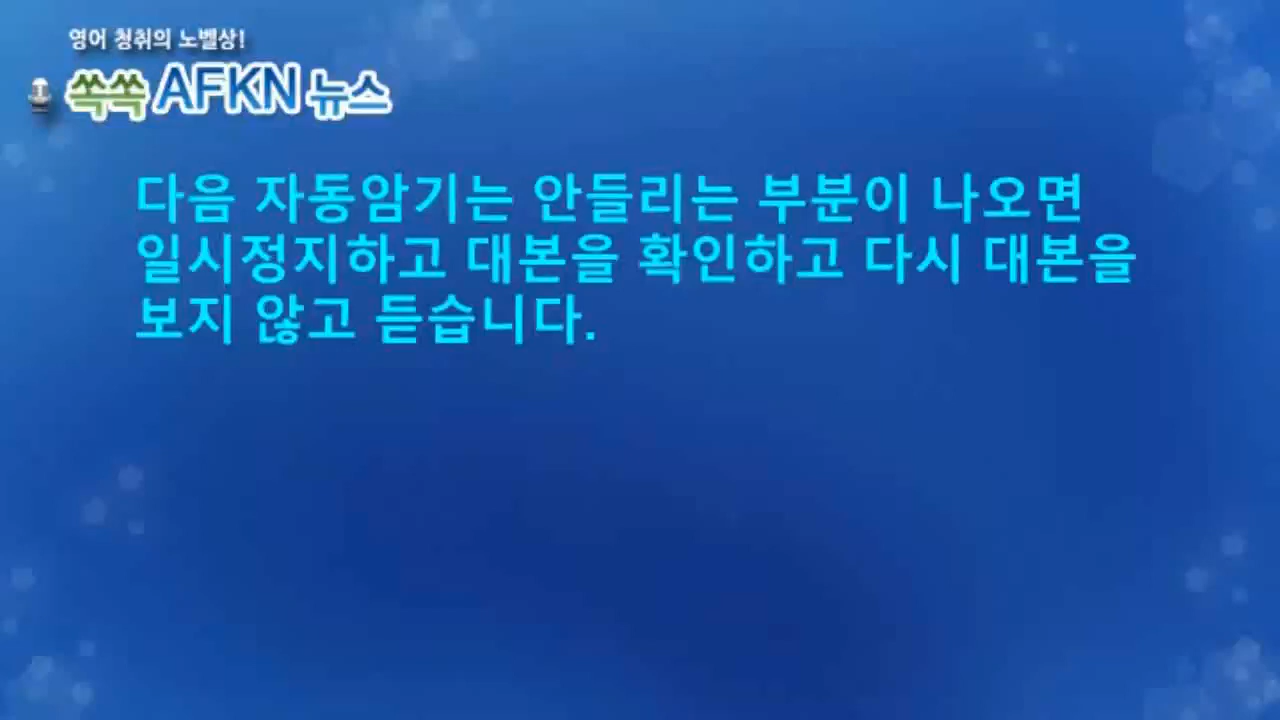 영어 청취의 노벨상!
쏙쏙 AFKN 뉴스
다음 자동암기는 안들리는 부분이 나오면
일시정지하고 대본을 확인하고 다시 대본을
보지 않고 듣습니다.